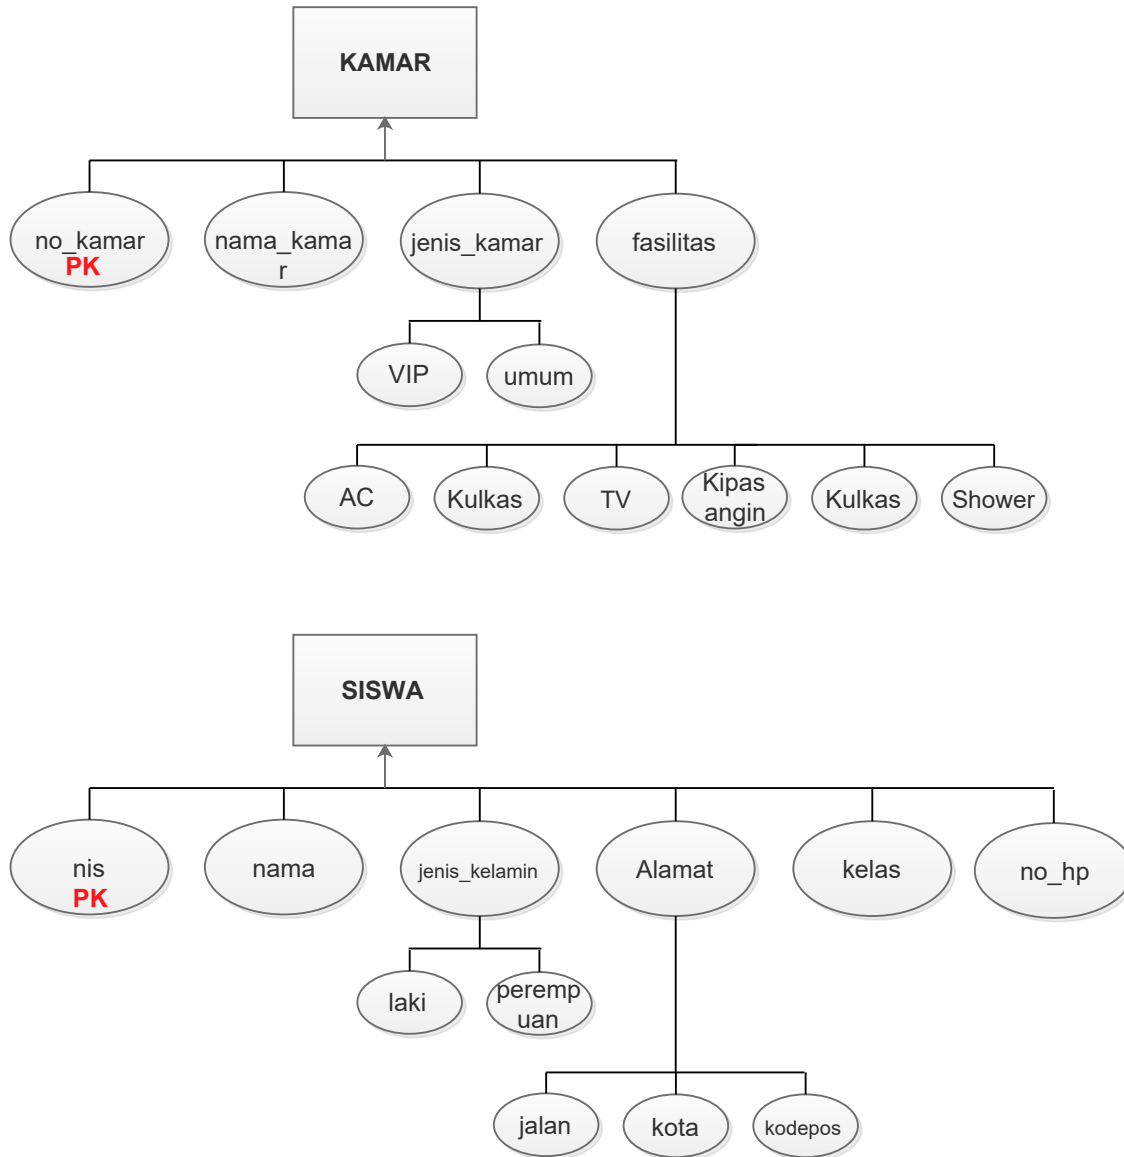 KAMAR
no_kamar
PK
nama_kama
r
jenis_kamar
fasilitas
VIP
umum
AC
Kulkas
TV
Kipas
angin
Kulkas
Shower
SISWA
nis
PK
nama
jenis_kelamin
Alamat
kelas
no_hp
laki
peremp
uan
jalan
kota
kodepos